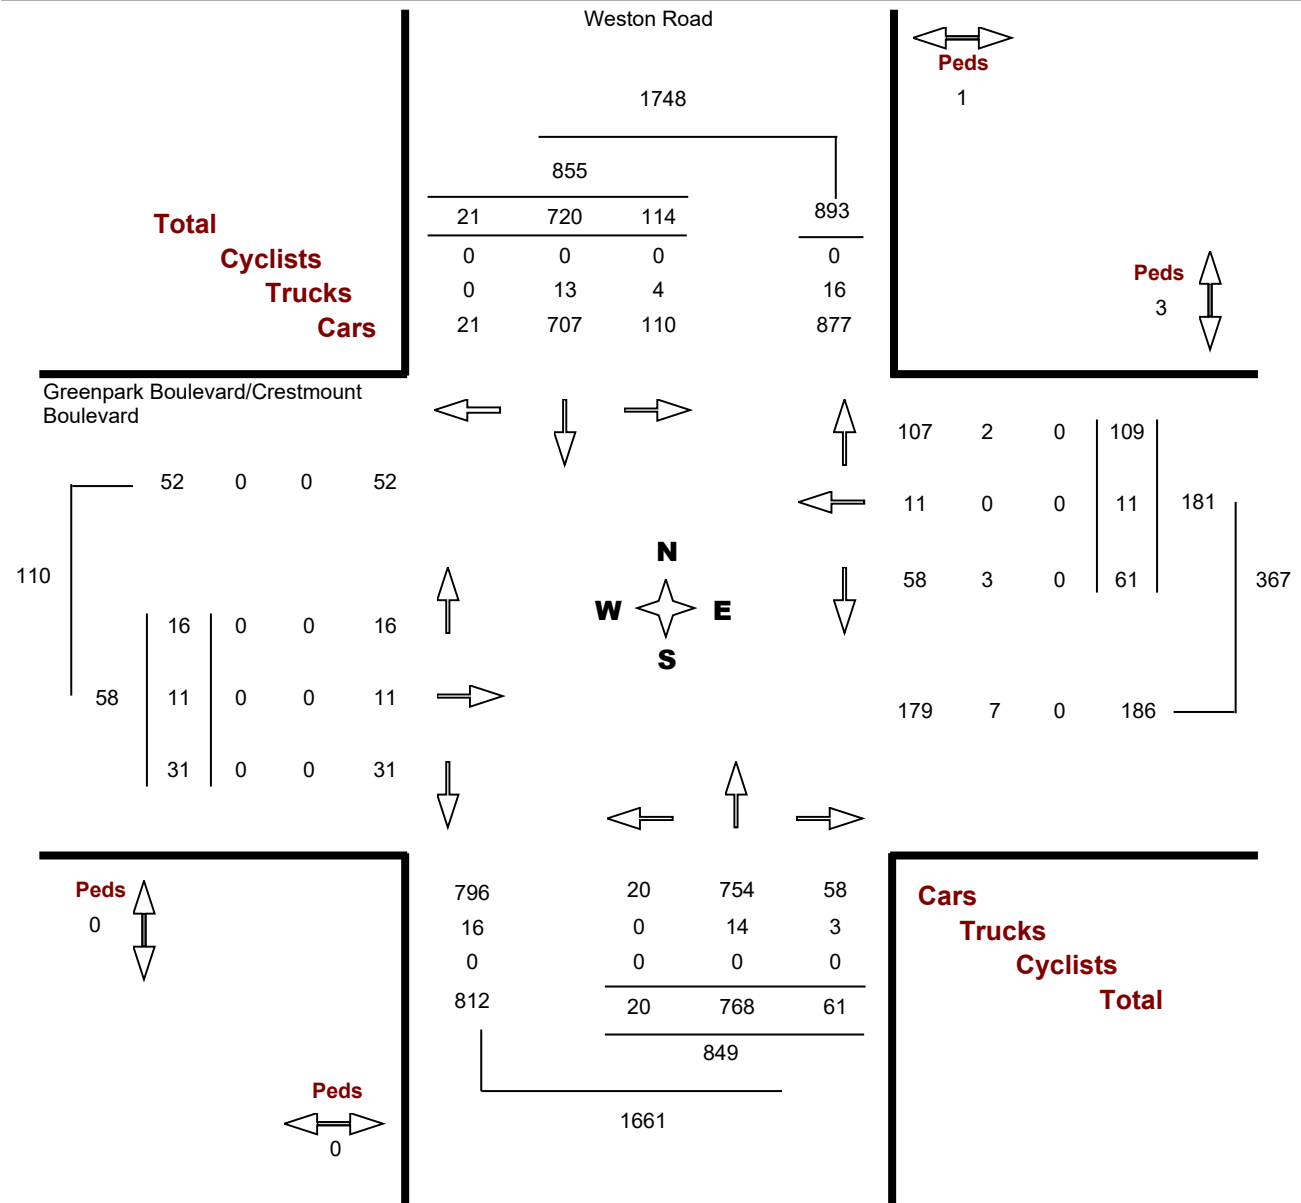 Weston Road
Peds
1
1748
855
893
Total
21 720 114
Cyclists
0 0 0 0
Trucks
0 13 4 16
Cars
21 707 110 877
Peds
3
Greenpark Boulevard/Crestmount
Boulevard
107 2 0 109
52 0 0 52
11 0 0 11 181
N
110
58 3 0 61 367
W E
16 0 0 16
S
58 11 0 0 11
179 7 0 186
31 0 0 31
Peds
0
796 20 754 58
16 0 14 3
0 0 0 0
812 20 768 61
849
1661
Cars
Trucks
Cyclists
Total
Peds
0